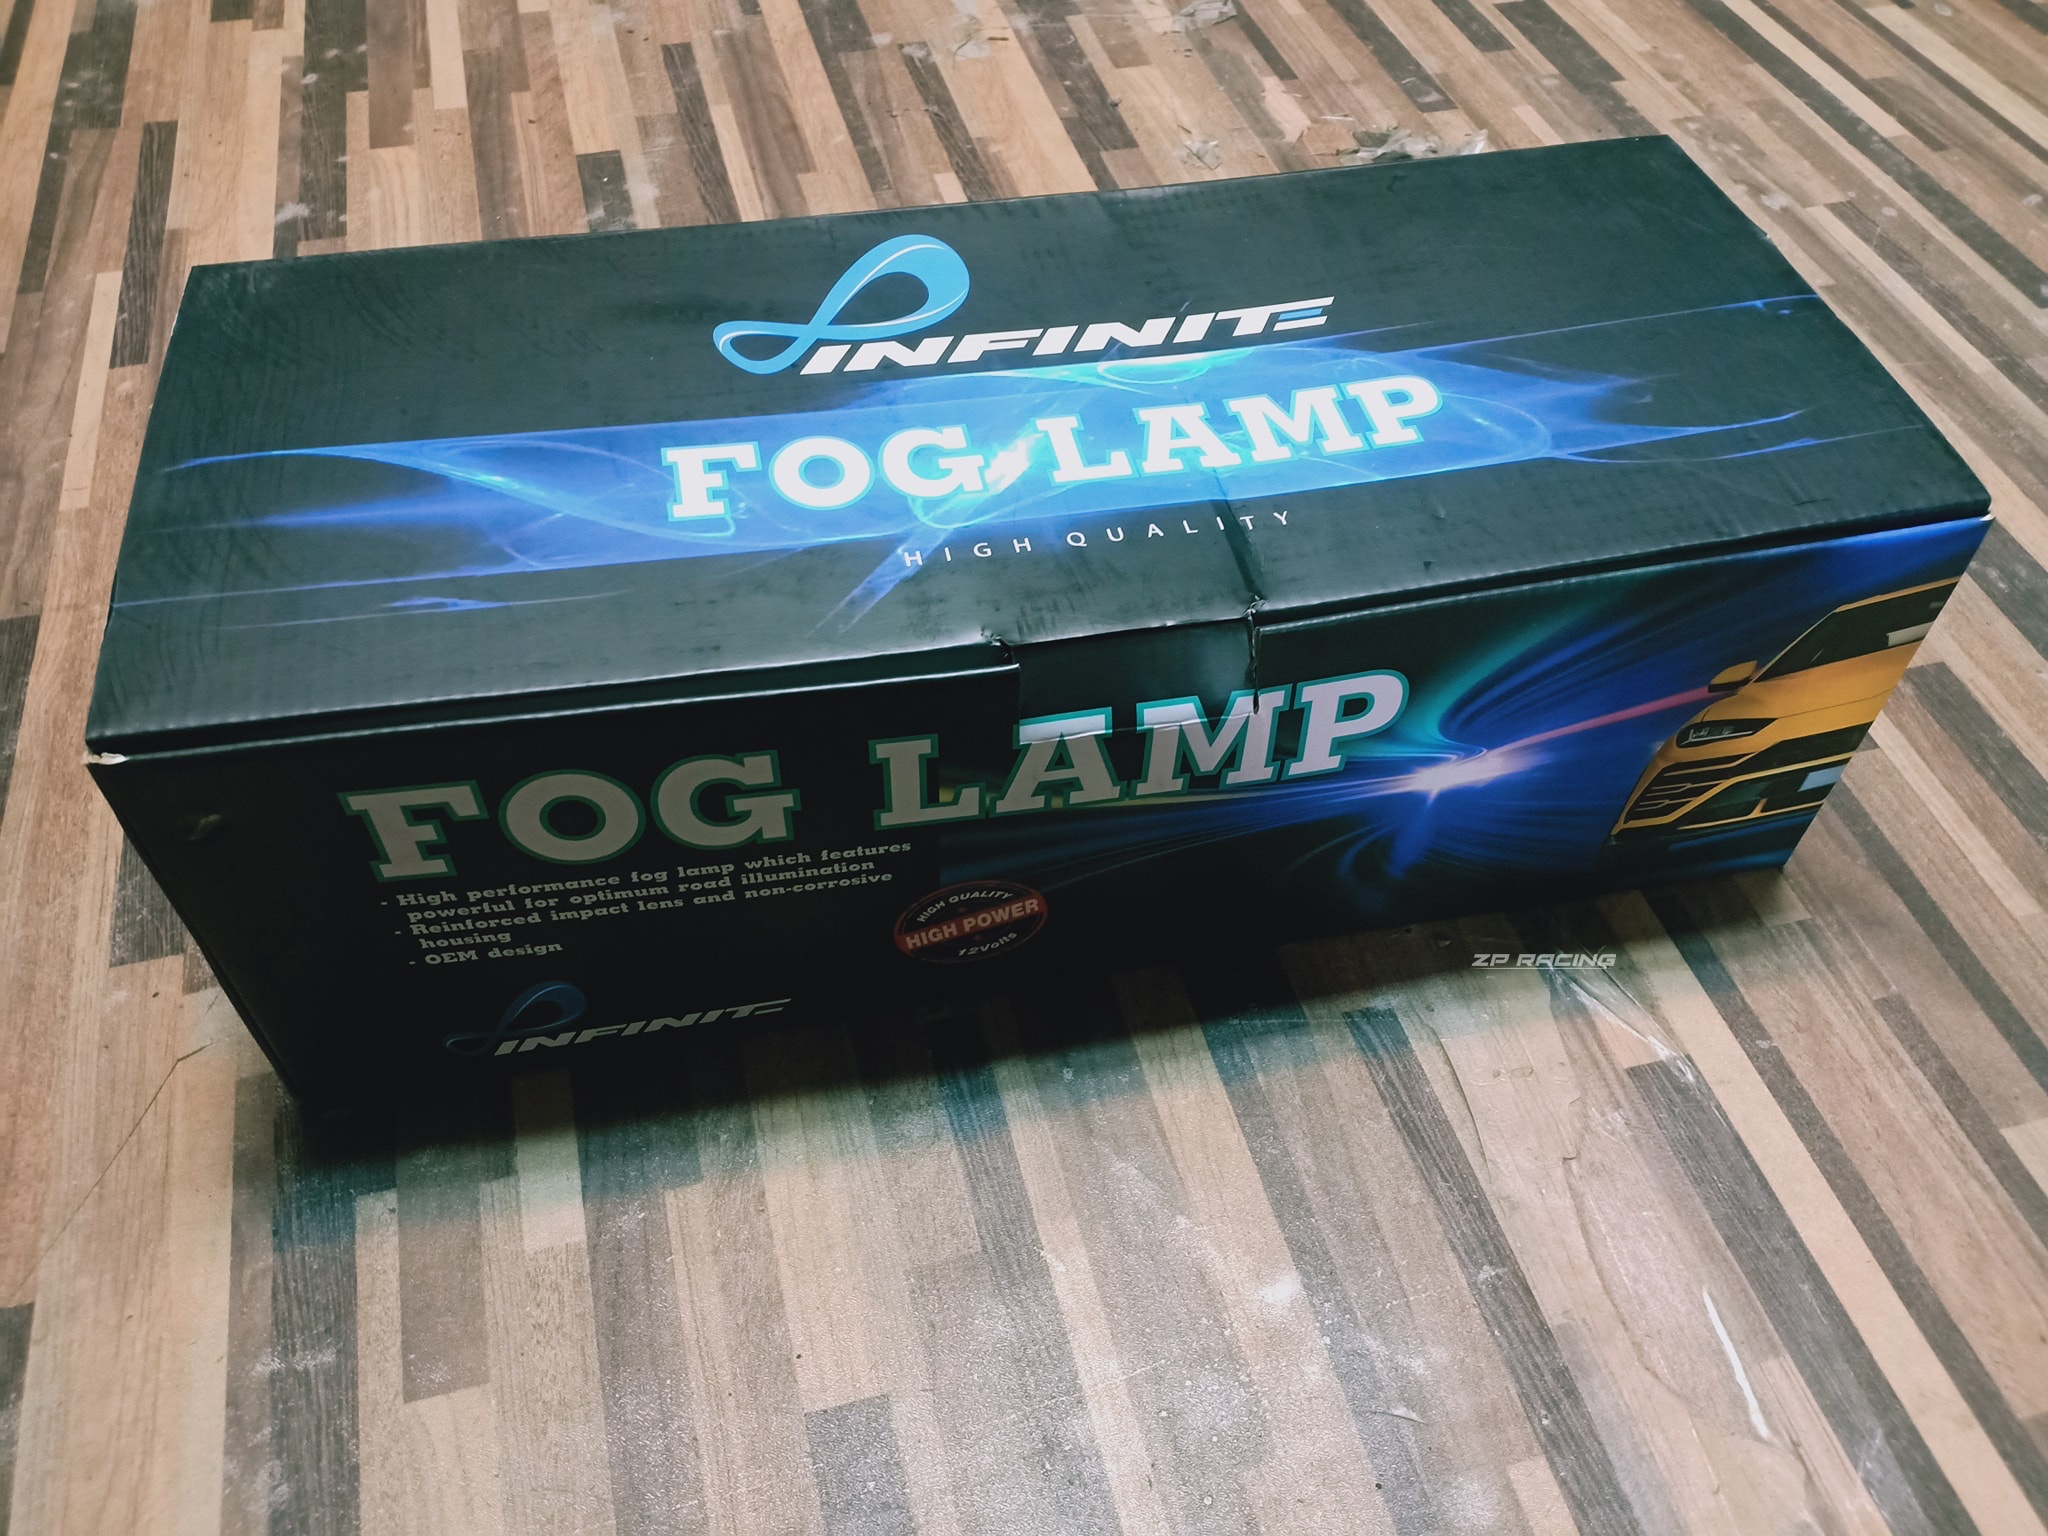 INFINITE
FOG LAMP
HIGH QUALITY
FOG LAMP
- High performance fog lamp which features
powerful for optimum road illumination
- Reinforced impact lens and non-corrosive
housing
- OEM design
HIGH QUALITY
HIGH POWER
12Volts
INFINITE
ZP RACING